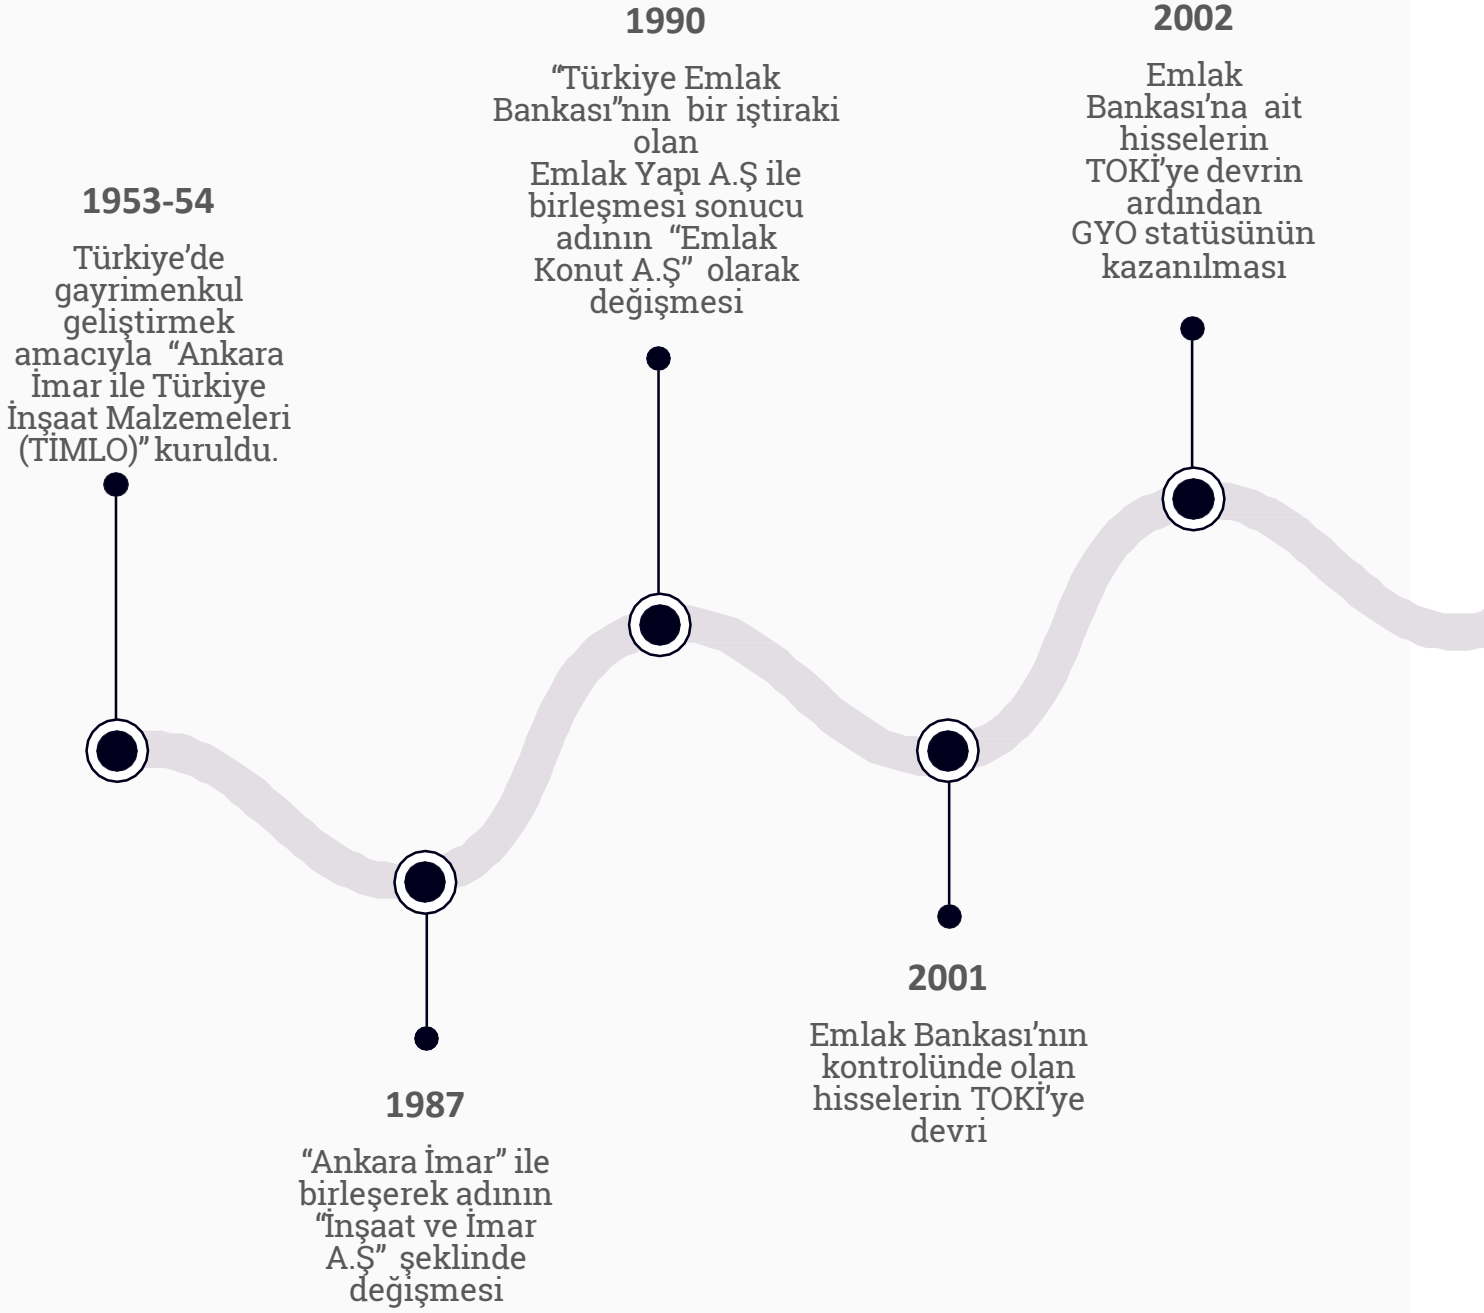 1953-54
Türkiye’de
gayrimenkul
geliştirmek
amacıyla “Ankara
İmar ile Türkiye
İnşaat Malzemeleri
(TİMLO)” kuruldu.
1987
“Ankara İmar” ile
birleşerek adının
“İnşaat ve İmar
A.Ş” şeklinde
değişmesi
1990
“Türkiye Emlak
Bankası”nın bir iştiraki
olan
Emlak Yapı A.Ş ile
birleşmesi sonucu
adının “Emlak
Konut A.Ş” olarak
değişmesi
2001
Emlak Bankası’nın
kontrolünde olan
hisselerin TOKİ’ye
devri
2002
Emlak
Bankası’na ait
hisselerin
TOKİ’ye devrin
ardından
GYO statüsünün
kazanılması